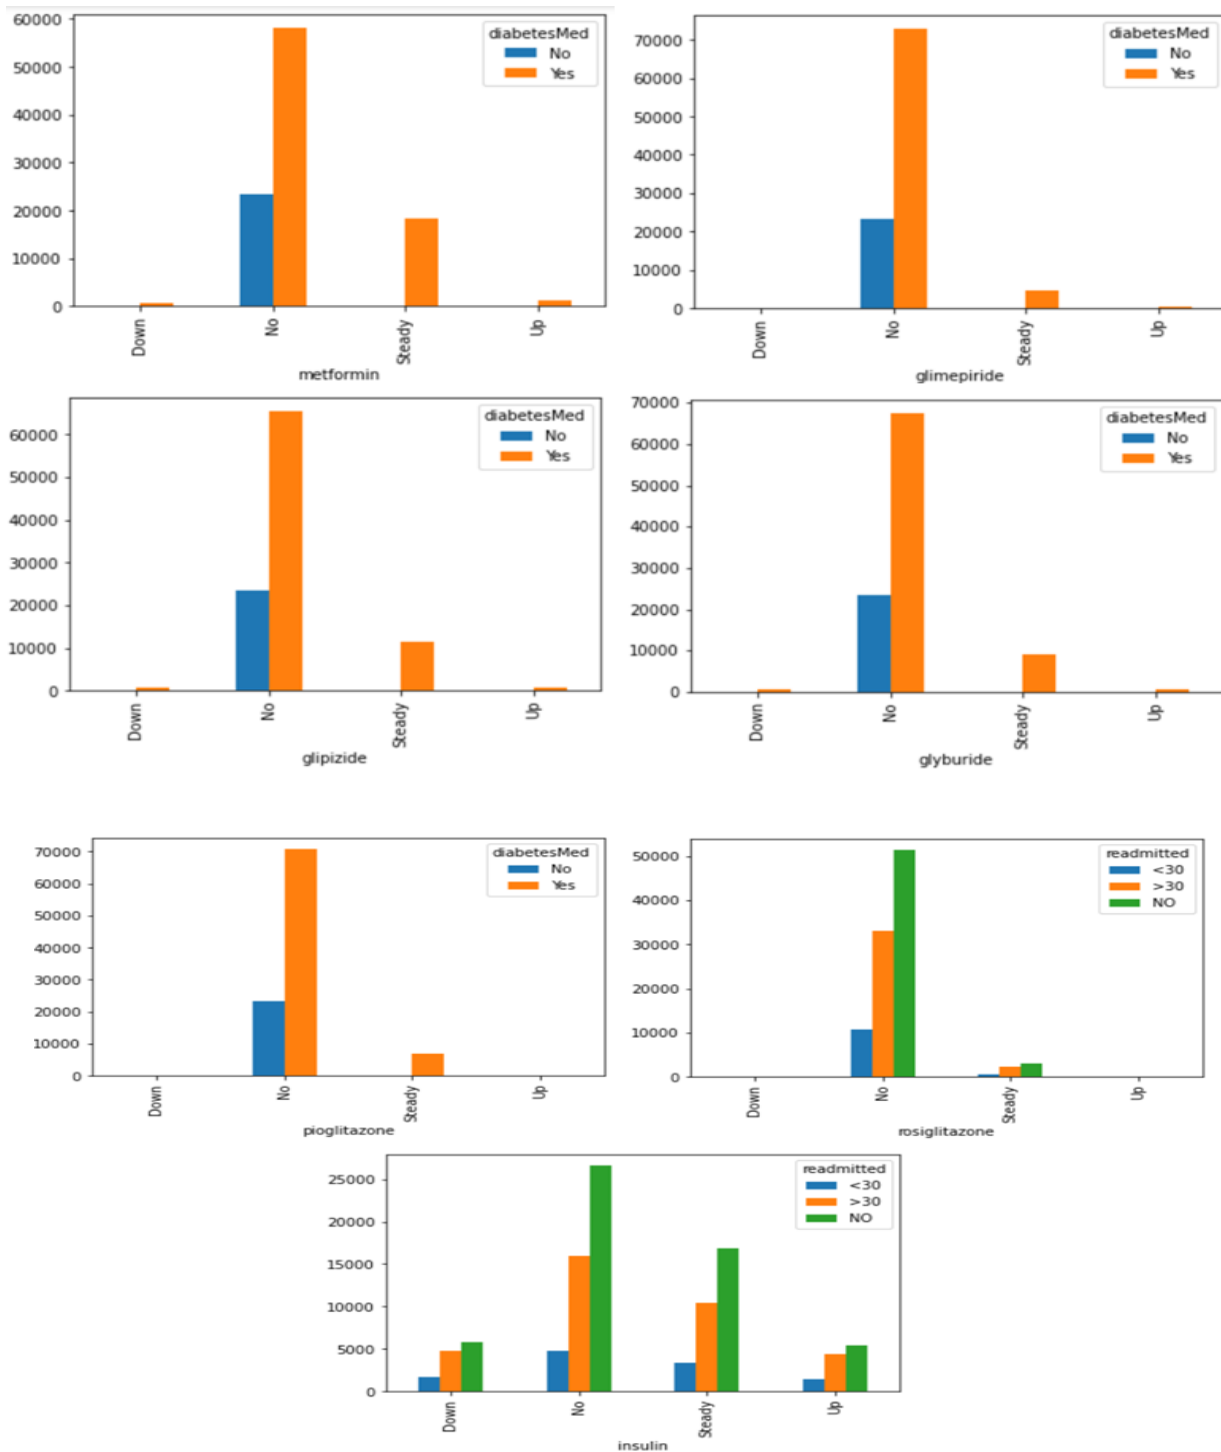 60000
50000
40000
30000
20000
10000
0
diabetesMed
No
Yes
Down
No
Steady
Up
metformin
70000
60000
50000
40000
30000
20000
10000
0
diabetesMed
No
Yes
Down
No
Steady
Up
glimepiride
60000
50000
40000
30000
20000
10000
0
diabetesMed
No
Yes
Down
No
Steady
Up
glipizide
70000
60000
50000
40000
30000
20000
10000
0
diabetesMed
No
Yes
Down
No
Steady
Up
glyburide
70000
60000
50000
40000
30000
20000
10000
0
diabetesMed
No
Yes
Down
No
Steady
Up
pioglitazone
50000
40000
30000
20000
10000
0
readmitted
<30
>30
NO
Down
No
Steady
Up
rosiglitazone
25000
20000
15000
10000
5000
0
readmitted
<30
>30
NO
Down
No
Steady
Up
insulin